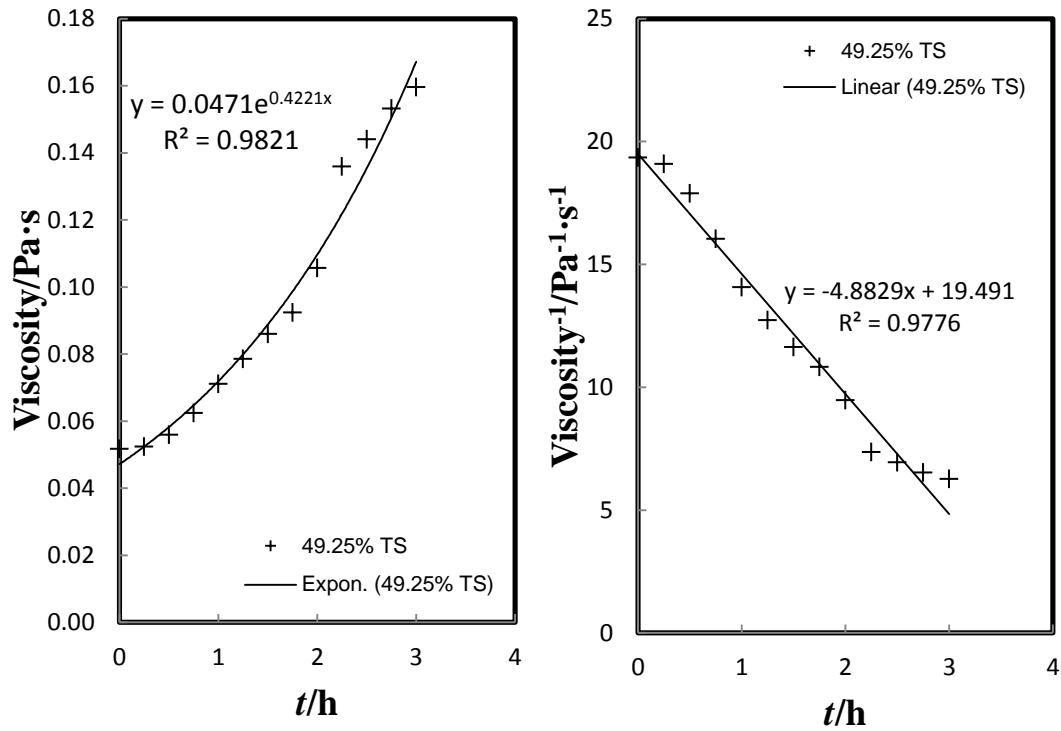 0.18
0.16
0.14
0.12
0.10
0.08
0.06
0.04
0.02
0.00
Viscosity/Pa·s
y = 0.0471e^0.4221x
R² = 0.9821
49.25% TS
Expon. (49.25% TS)
0 1 2 3 4
t/h
25
20
15
10
5
0
Viscosity⁻¹/Pa⁻¹·s⁻¹
49.25% TS
Linear (49.25% TS)
y = -4.8829x + 19.491
R² = 0.9776
0 1 2 3 4
t/h